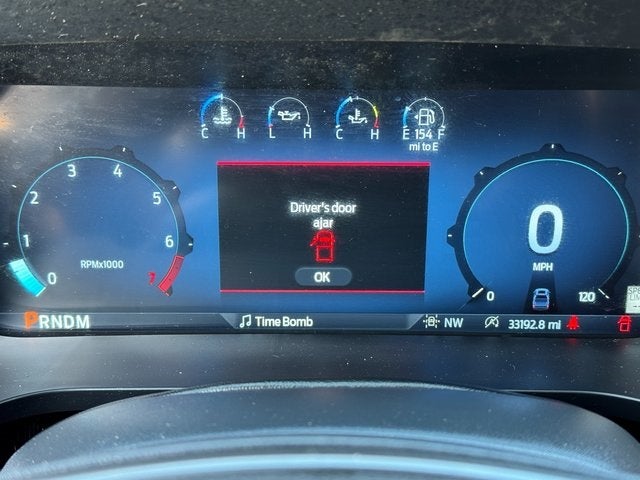 C H L H C H E 154 F
mi to E
Driver's door
ajar
OK
0 1 2 3 4 5 6 7
RPMx1000
0
MPH
0 120
PRNDM
Time Bomb
NW
33192.8 mi